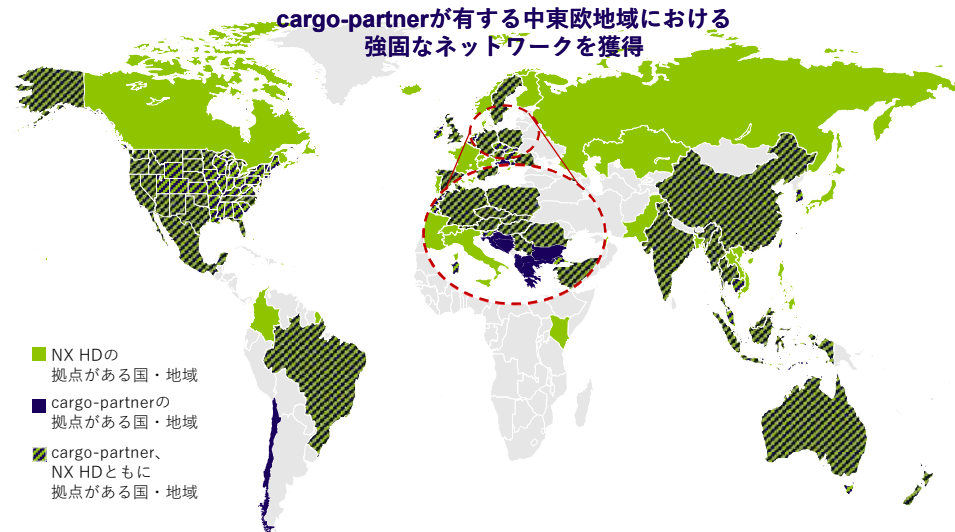 cargo-partnerが有する中東欧地域における
強固なネットワークを獲得
NX HDの
拠点がある国・地域
cargo-partnerの
拠点がある国・地域
cargo-partner、
NX HDともに
拠点がある国・地域